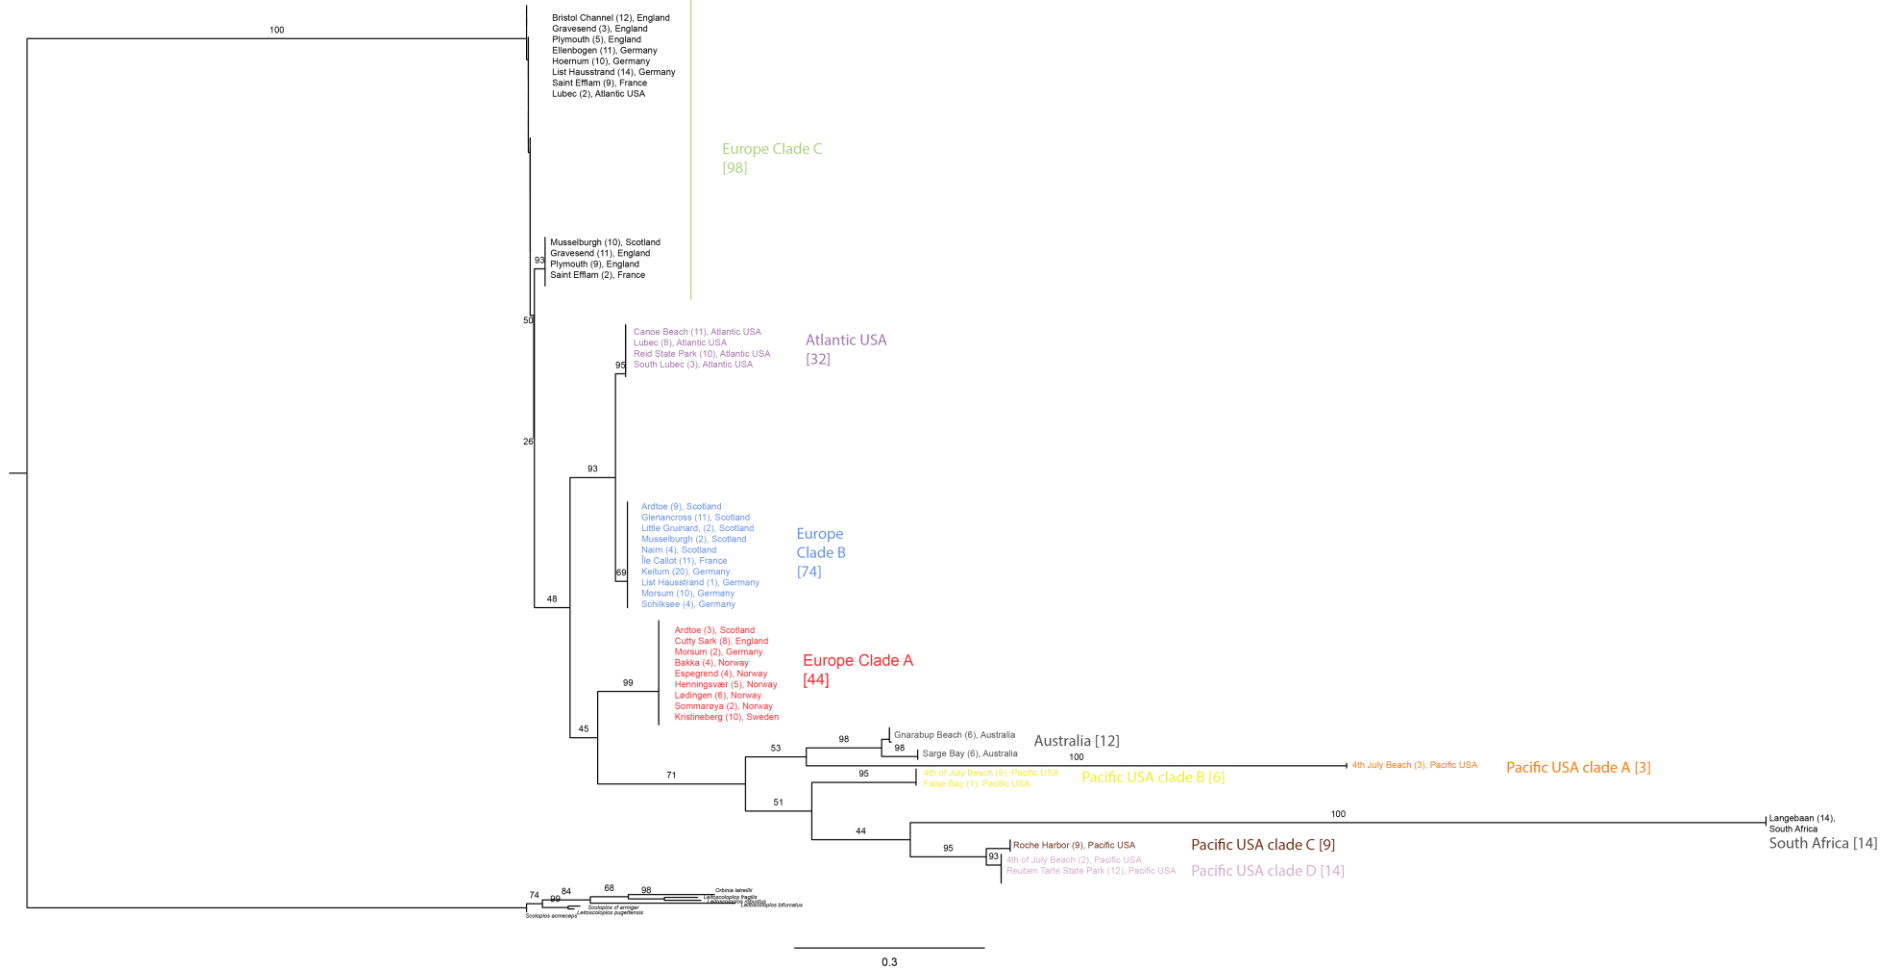 100
Bristol Channel (12), England
Gravesend (3), England
Plymouth (5), England
Ellenbogen (11), Germany
Hoernum (10), Germany
List Hausstrand (14), Germany
Saint Efflam (9), France
Lubec (2), Atlantic USA
Europe Clade C
[98]
93
Musselburgh (10), Scotland
Gravesend (11), England
Plymouth (9), England
Saint Efflam (2), France
50
95
Canoe Beach (11), Atlantic USA
Lubec (8), Atlantic USA
Reid State Park (10), Atlantic USA
South Lubec (3), Atlantic USA
Atlantic USA
[32]
26
93
69
Ardtoe (9), Scotland
Glenancross (11), Scotland
Little Gruinard, (2), Scotland
Musselburgh (2), Scotland
Nairn (4), Scotland
Île Callot (11), France
Keitum (20), Germany
List Hausstrand (1), Germany
Morsum (10), Germany
Schilksee (4), Germany
Europe
Clade B
[74]
48
99
Ardtoe (3), Scotland
Cutty Sark (8), England
Morsum (2), Germany
Bakka (4), Norway
Espegrend (4), Norway
Henningsvær (5), Norway
Lødingen (6), Norway
Sommarøya (2), Norway
Kristineberg (10), Sweden
Europe Clade A
[44]
45
71
53
98
Gnarabup Beach (6), Australia
98
Sarge Bay (6), Australia
Australia [12]
100
4th July Beach (3), Pacific USA
Pacific USA clade A [3]
95
4th of July Beach (5), Pacific USA
False Bay (1), Pacific USA
Pacific USA clade B [6]
51
44
100
Langebaan (14),
South Africa
South Africa [14]
95
Roche Harbor (9), Pacific USA
Pacific USA clade C [9]
93
4th of July Beach (2), Pacific USA
Reuben Tarte State Park (12), Pacific USA
Pacific USA clade D [14]
74
84
99
68
98
Orbinia latreillii
Leitoscoloplos fragilis
Leitoscoloplos robustus
Leitoscoloplos bifurcatus
Scoloplos cf armiger
Leitoscoloplos pugettensis
Scoloplos acmeceps
0.3